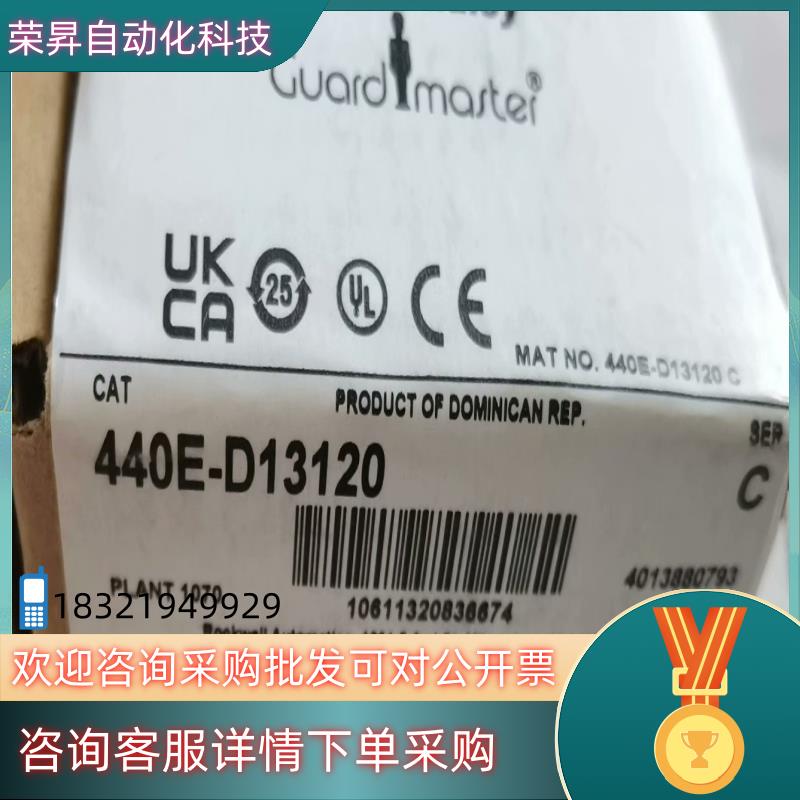 荣昇自动化科技
Guardmaster®
UK
CA
25
UL
CE
MAT NO. 440E-D13120 C
CAT
PRODUCT OF DOMINICAN REP.
SER
440E-D13120
C
PLANT 1070
4013880793
18321949929
10611320836674
欢迎咨询采购批发可对公开票
咨询客服详情下单采购